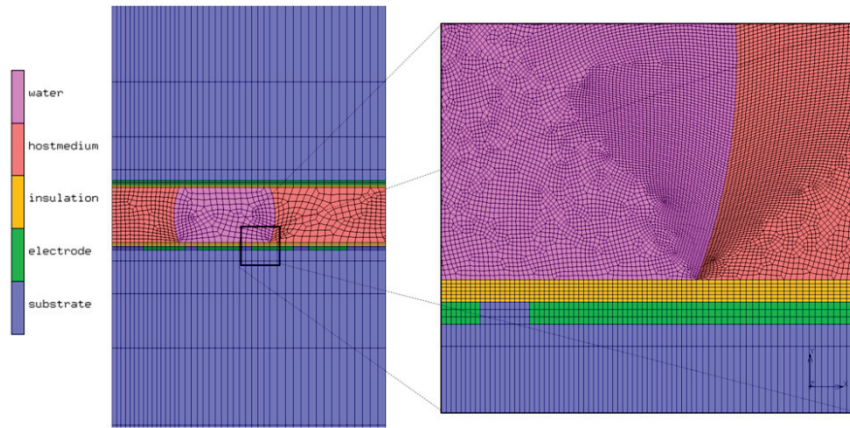 water
hostmedium
insulation
electrode
substrate